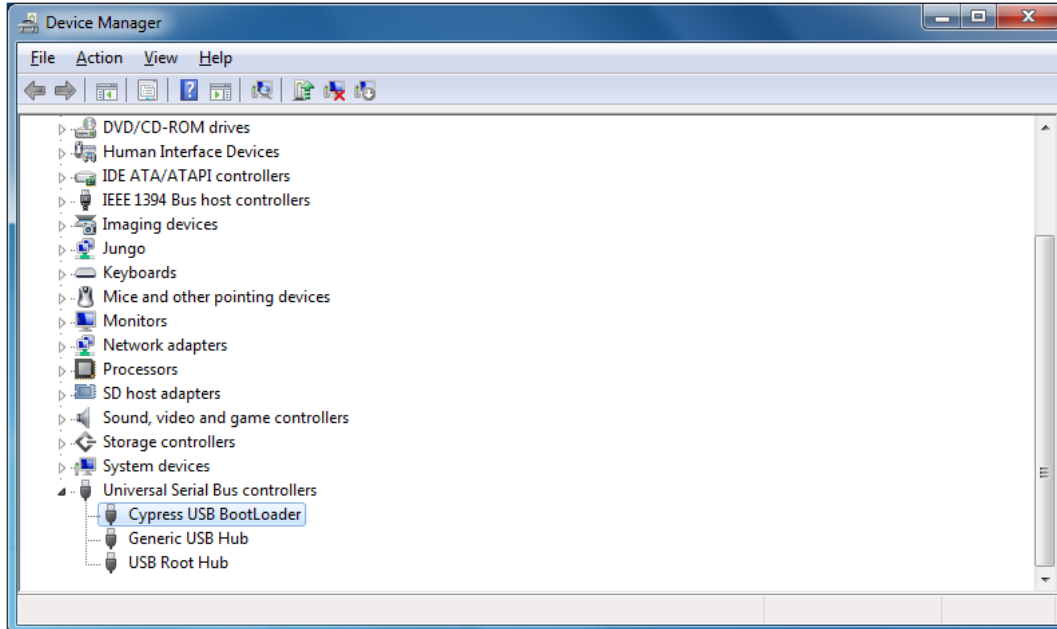 Device Manager
File Action View Help
DVD/CD-ROM drives
Human Interface Devices
IDE ATA/ATAPI controllers
IEEE 1394 Bus host controllers
Imaging devices
Jungo
Keyboards
Mice and other pointing devices
Monitors
Network adapters
Processors
SD host adapters
Sound, video and game controllers
Storage controllers
System devices
Universal Serial Bus controllers
Cypress USB BootLoader
Generic USB Hub
USB Root Hub